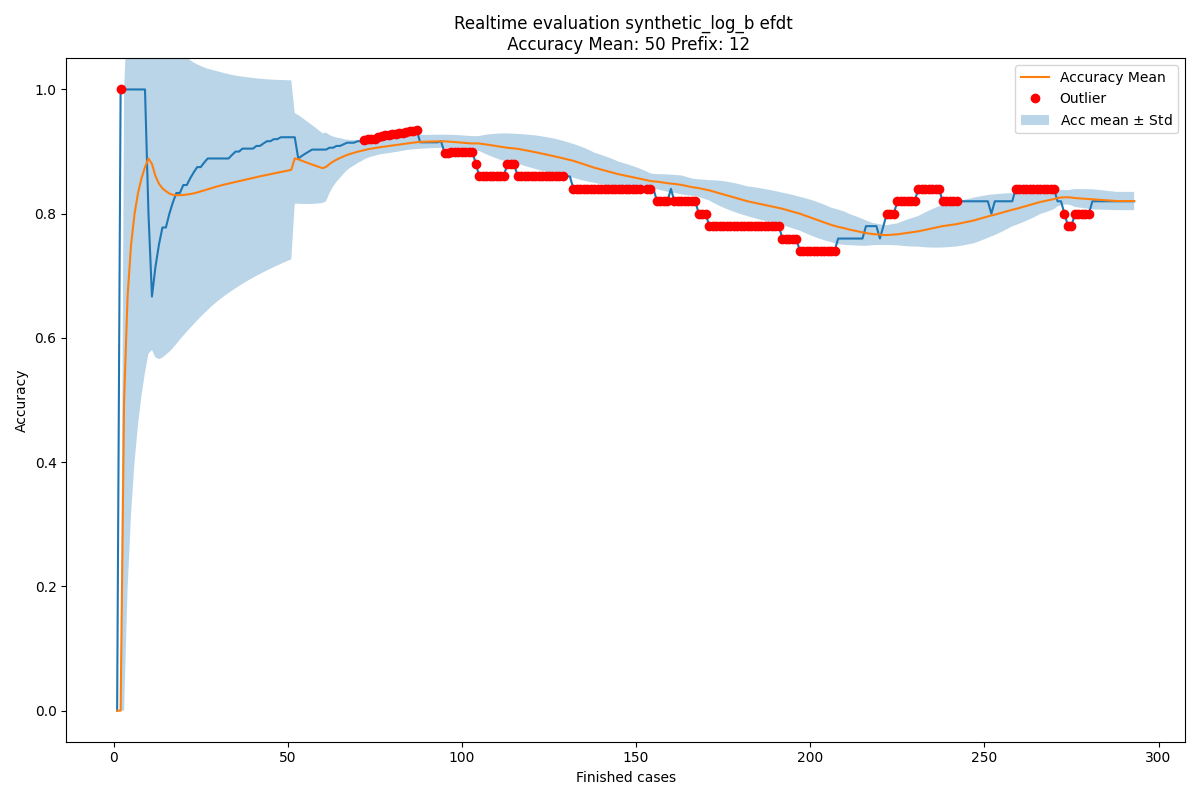 Realtime evaluation synthetic_log_b efdt
Accuracy Mean: 50 Prefix: 12
Accuracy Mean
Outlier
Acc mean ± Std
Accuracy
1.0
0.8
0.6
0.4
0.2
0.0
0
50
100
150
200
250
300
Finished cases